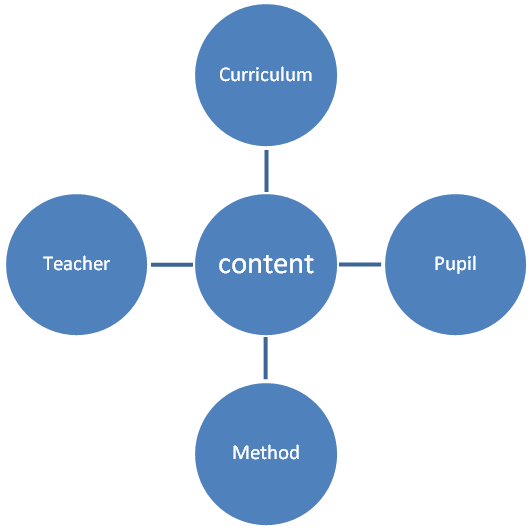 Curriculum
Teacher
content
Pupil
Method